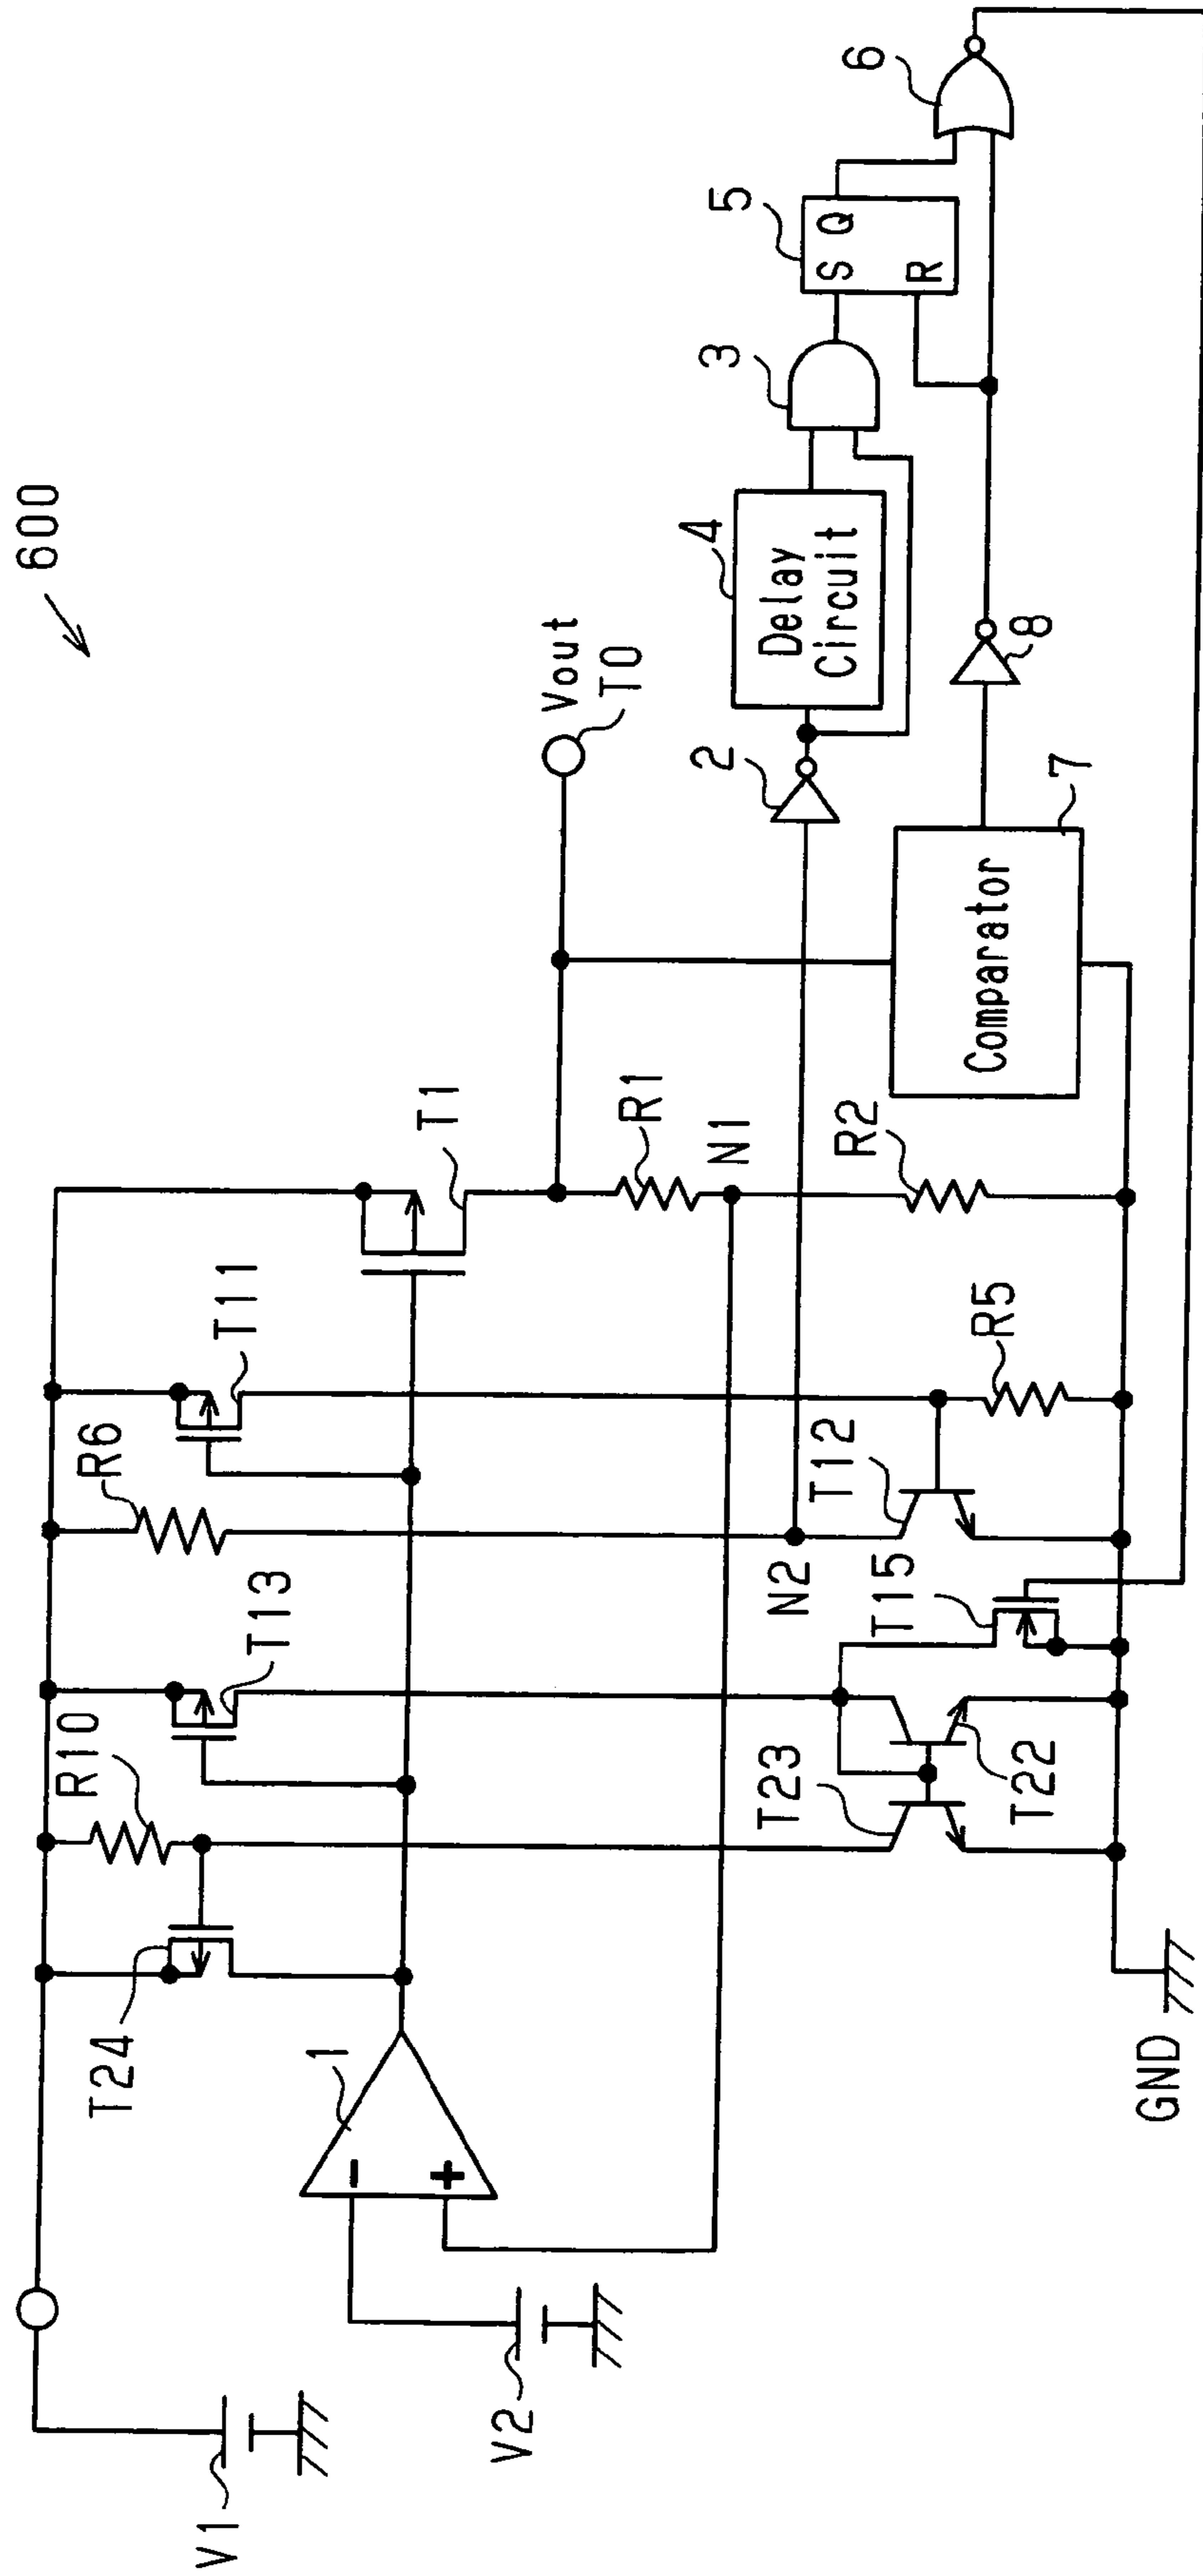 600
V1
V2
1
-
+
T24
R10
T13
R6
T11
T1
Vout
T0
R1
N1
N2
R2
R5
T12
T15
T23
T22
GND
2
Delay
Circuit
4
3
5
S Q
R
6
Comparator
7
8